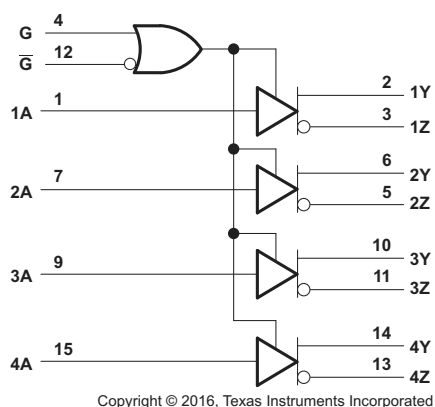 G 4
G̅ 12
1A 1 2 1Y
3 1Z
2A 7 6 2Y
5 2Z
3A 9 10 3Y
11 3Z
4A 15 14 4Y
13 4Z
Copyright © 2016, Texas Instruments Incorporated